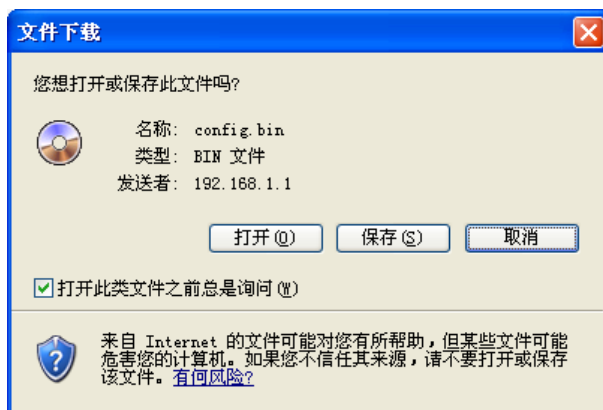 文件下载
您想打开或保存此文件吗?
名称: config.bin
类型: BIN 文件
发送者: 192.168.1.1
打开(O) 保存(S) 取消
打开此类文件之前总是询问(W)
来自 Internet 的文件可能对您有所帮助，但某些文件可能
危害您的计算机。如果您不信任其来源，请不要打开或保存
该文件。有何风险?